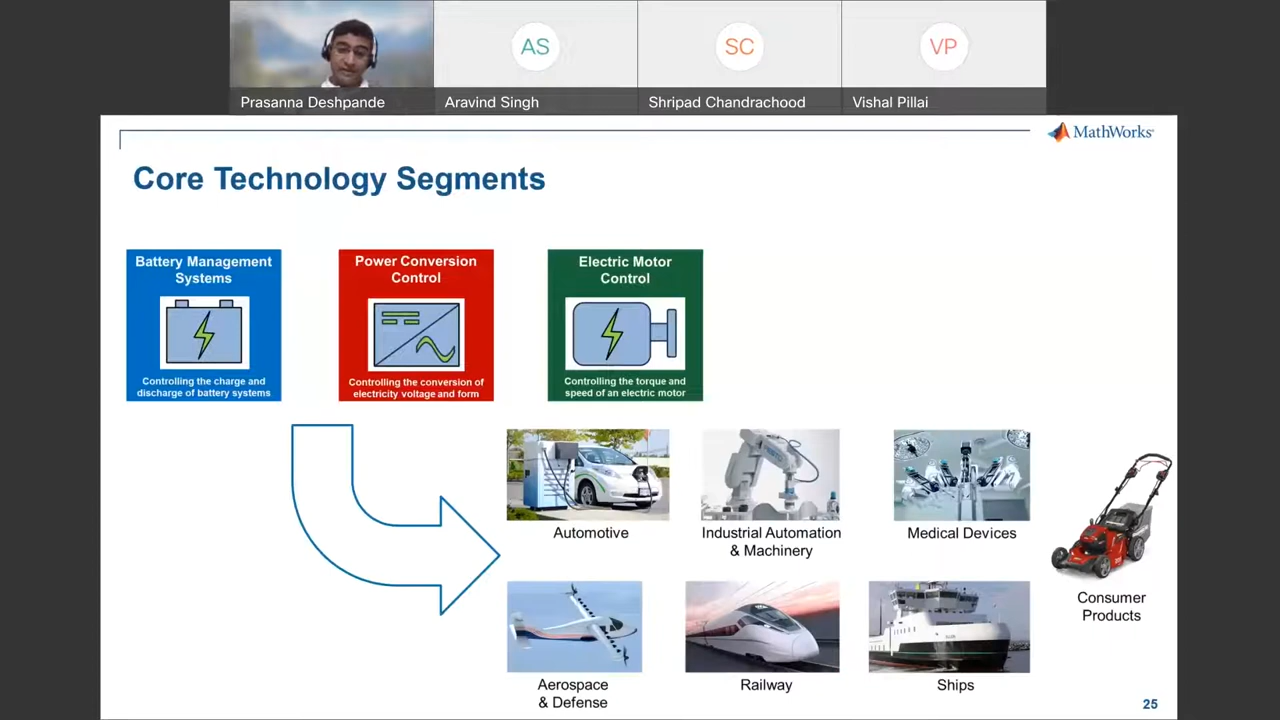 AS
SC
VP
Prasanna Deshpande
Aravind Singh
Shripad Chandrachood
Vishal Pillai
MathWorks
Core Technology Segments
Battery Management
Systems
Controlling the charge and
discharge of battery systems
Power Conversion
Control
Controlling the conversion of
electricity voltage and form
Electric Motor
Control
Controlling the torque and
speed of an electric motor
Automotive
Industrial Automation
& Machinery
Medical Devices
Consumer
Products
Aerospace
& Defense
Railway
Ships
25